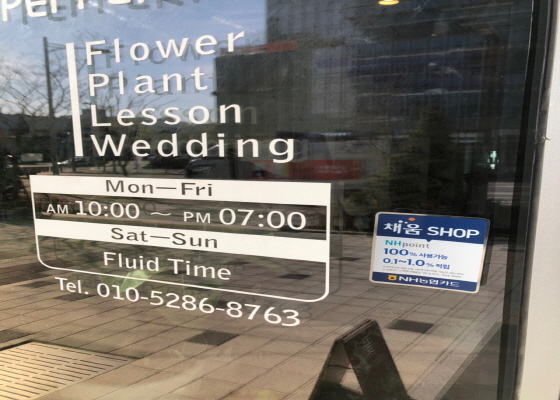 Flower
Plant
Lesson
Wedding
Mon—Fri
AM 10:00 ~ PM 07:00
Sat—Sun
Fluid Time
Tel. 010-5286-8763
채움 SHOP
NHpoint
100% 사용가능
0.1~1.0% 적립
NH농협카드